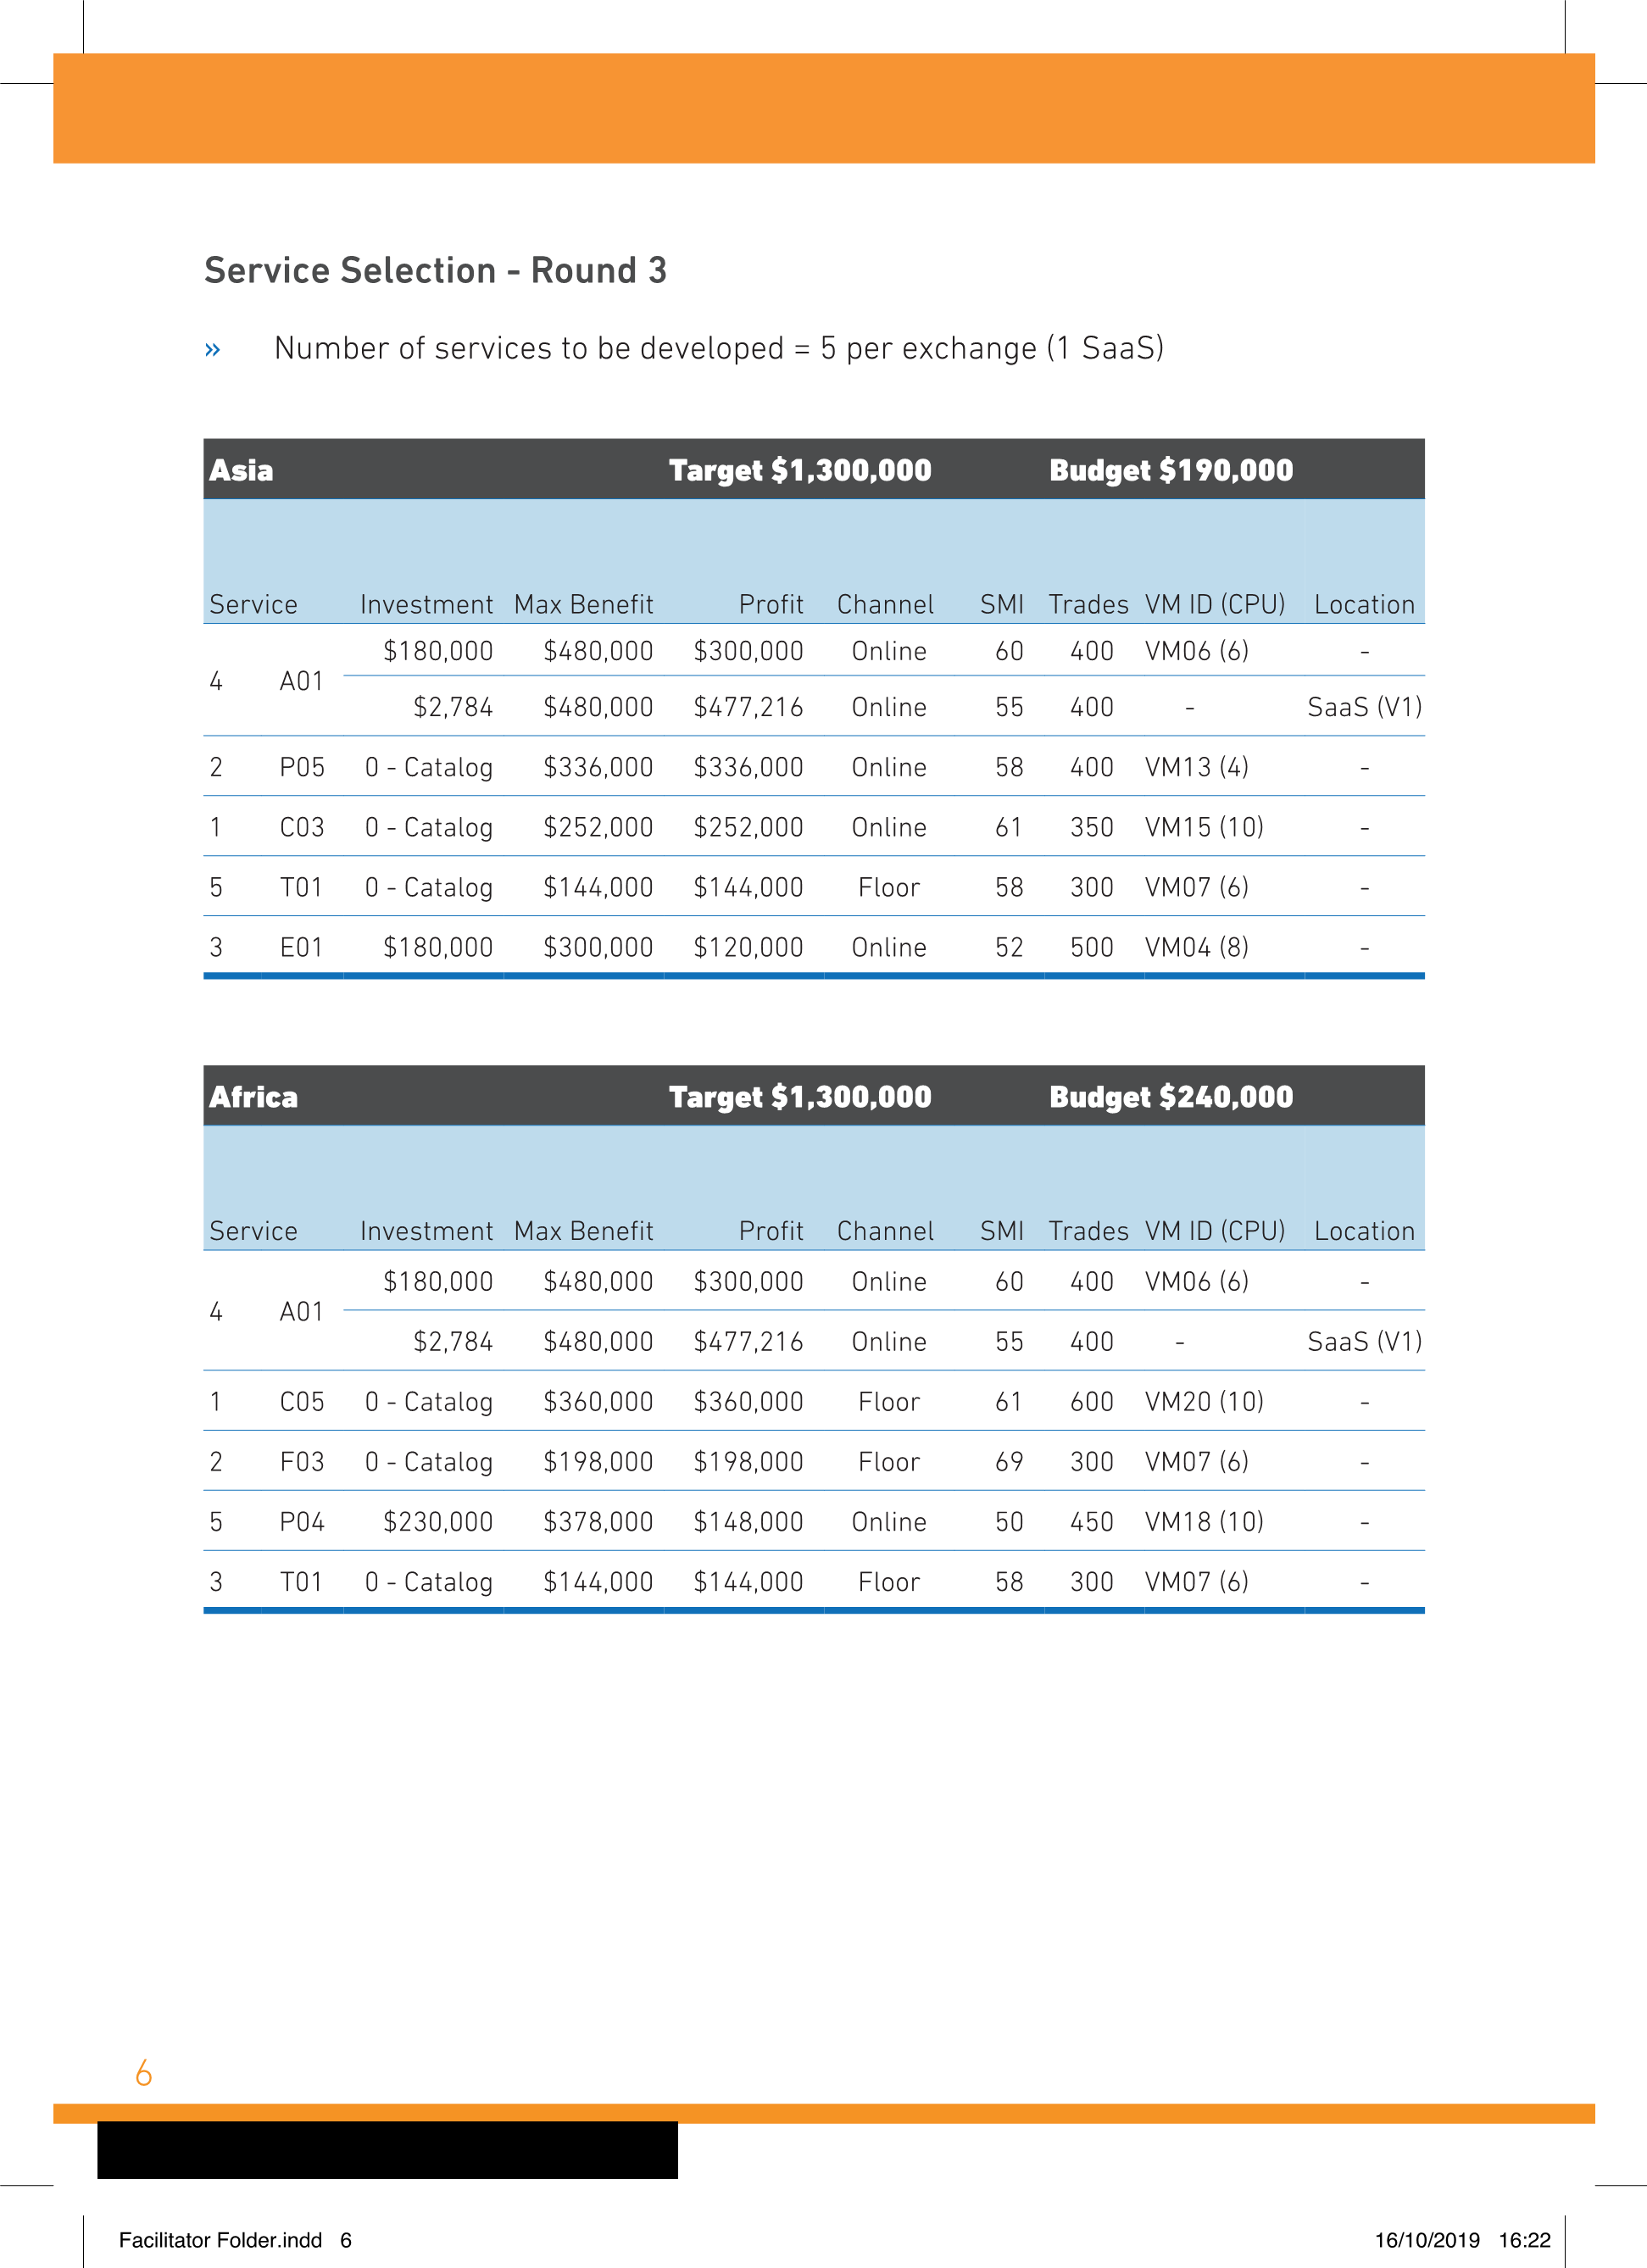 Service Selection - Round 3
» Number of services to be developed = 5 per exchange (1 SaaS)
Asia Target $1,300,000 Budget $190,000
Service Investment Max Benefit Profit Channel SMI Trades VM ID (CPU) Location
4 A01 $180,000 $480,000 $300,000 Online 60 400 VM06 (6) -
$2,784 $480,000 $477,216 Online 55 400 - SaaS (V1)
2 P05 0 - Catalog $336,000 $336,000 Online 58 400 VM13 (4) -
1 C03 0 - Catalog $252,000 $252,000 Online 61 350 VM15 (10) -
5 T01 0 - Catalog $144,000 $144,000 Floor 58 300 VM07 (6) -
3 E01 $180,000 $300,000 $120,000 Online 52 500 VM04 (8) -
Africa Target $1,300,000 Budget $240,000
Service Investment Max Benefit Profit Channel SMI Trades VM ID (CPU) Location
4 A01 $180,000 $480,000 $300,000 Online 60 400 VM06 (6) -
$2,784 $480,000 $477,216 Online 55 400 - SaaS (V1)
1 C05 0 - Catalog $360,000 $360,000 Floor 61 600 VM20 (10) -
2 F03 0 - Catalog $198,000 $198,000 Floor 69 300 VM07 (6) -
5 P04 $230,000 $378,000 $148,000 Online 50 450 VM18 (10) -
3 T01 0 - Catalog $144,000 $144,000 Floor 58 300 VM07 (6) -
6
Facilitator Folder.indd 6 16/10/2019 16:22